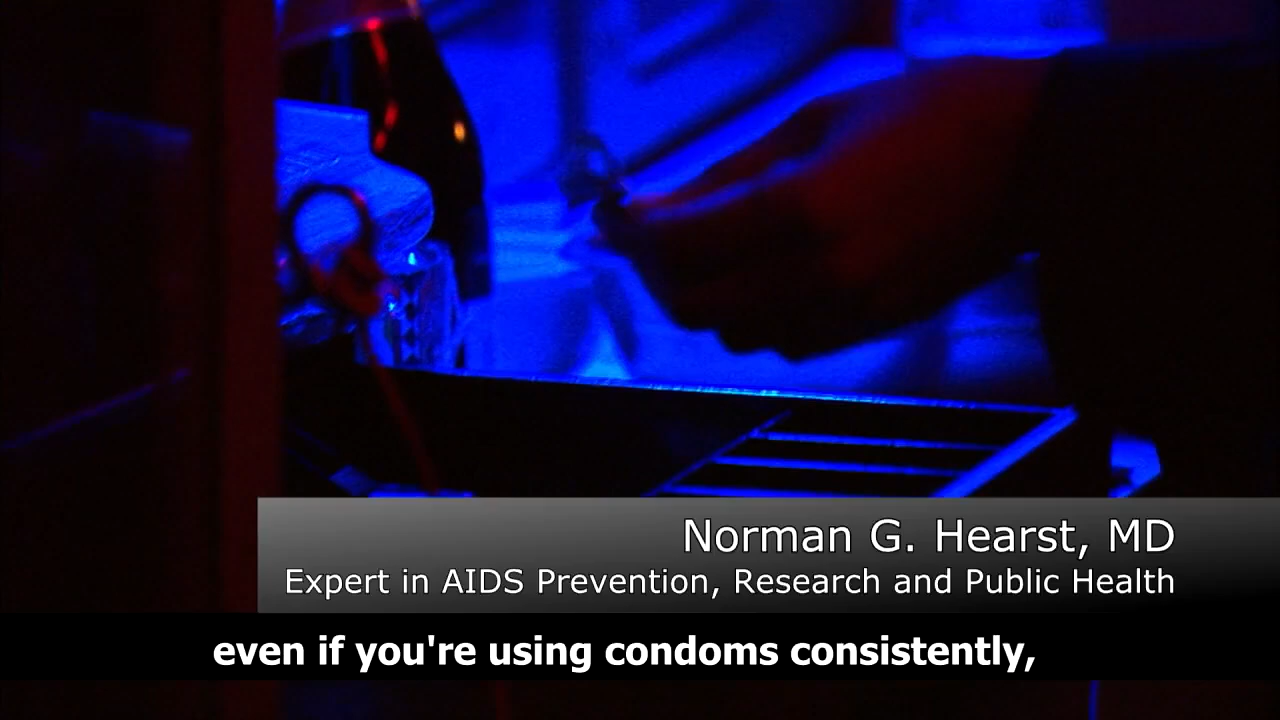 Norman G. Hearst, MD
Expert in AIDS Prevention, Research and Public Health
even if you're using condoms consistently,